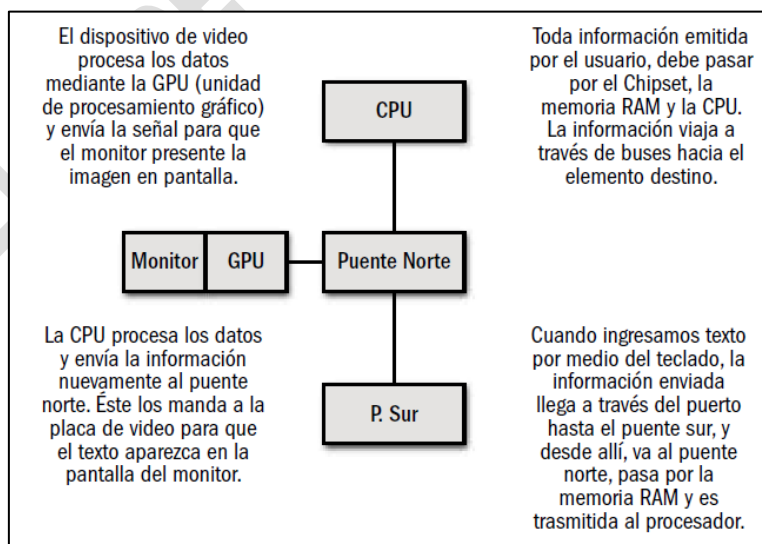 El dispositivo de video
procesa los datos
mediante la GPU (unidad
de procesamiento gráfico)
y envía la señal para que
el monitor presente la
imagen en pantalla.
Toda información emitida
por el usuario, debe pasar
por el Chipset, la
memoria RAM y la CPU.
La información viaja a
través de buses hacia el
elemento destino.
CPU
Monitor
GPU
Puente Norte
P. Sur
La CPU procesa los datos
y envía la información
nuevamente al puente
norte. Éste los manda a la
placa de video para que
el texto aparezca en la
pantalla del monitor.
Cuando ingresamos texto
por medio del teclado, la
información enviada
llega a través del puerto
hasta el puente sur, y
desde allí, va al puente
norte, pasa por la
memoria RAM y es
trasmitida al procesador.